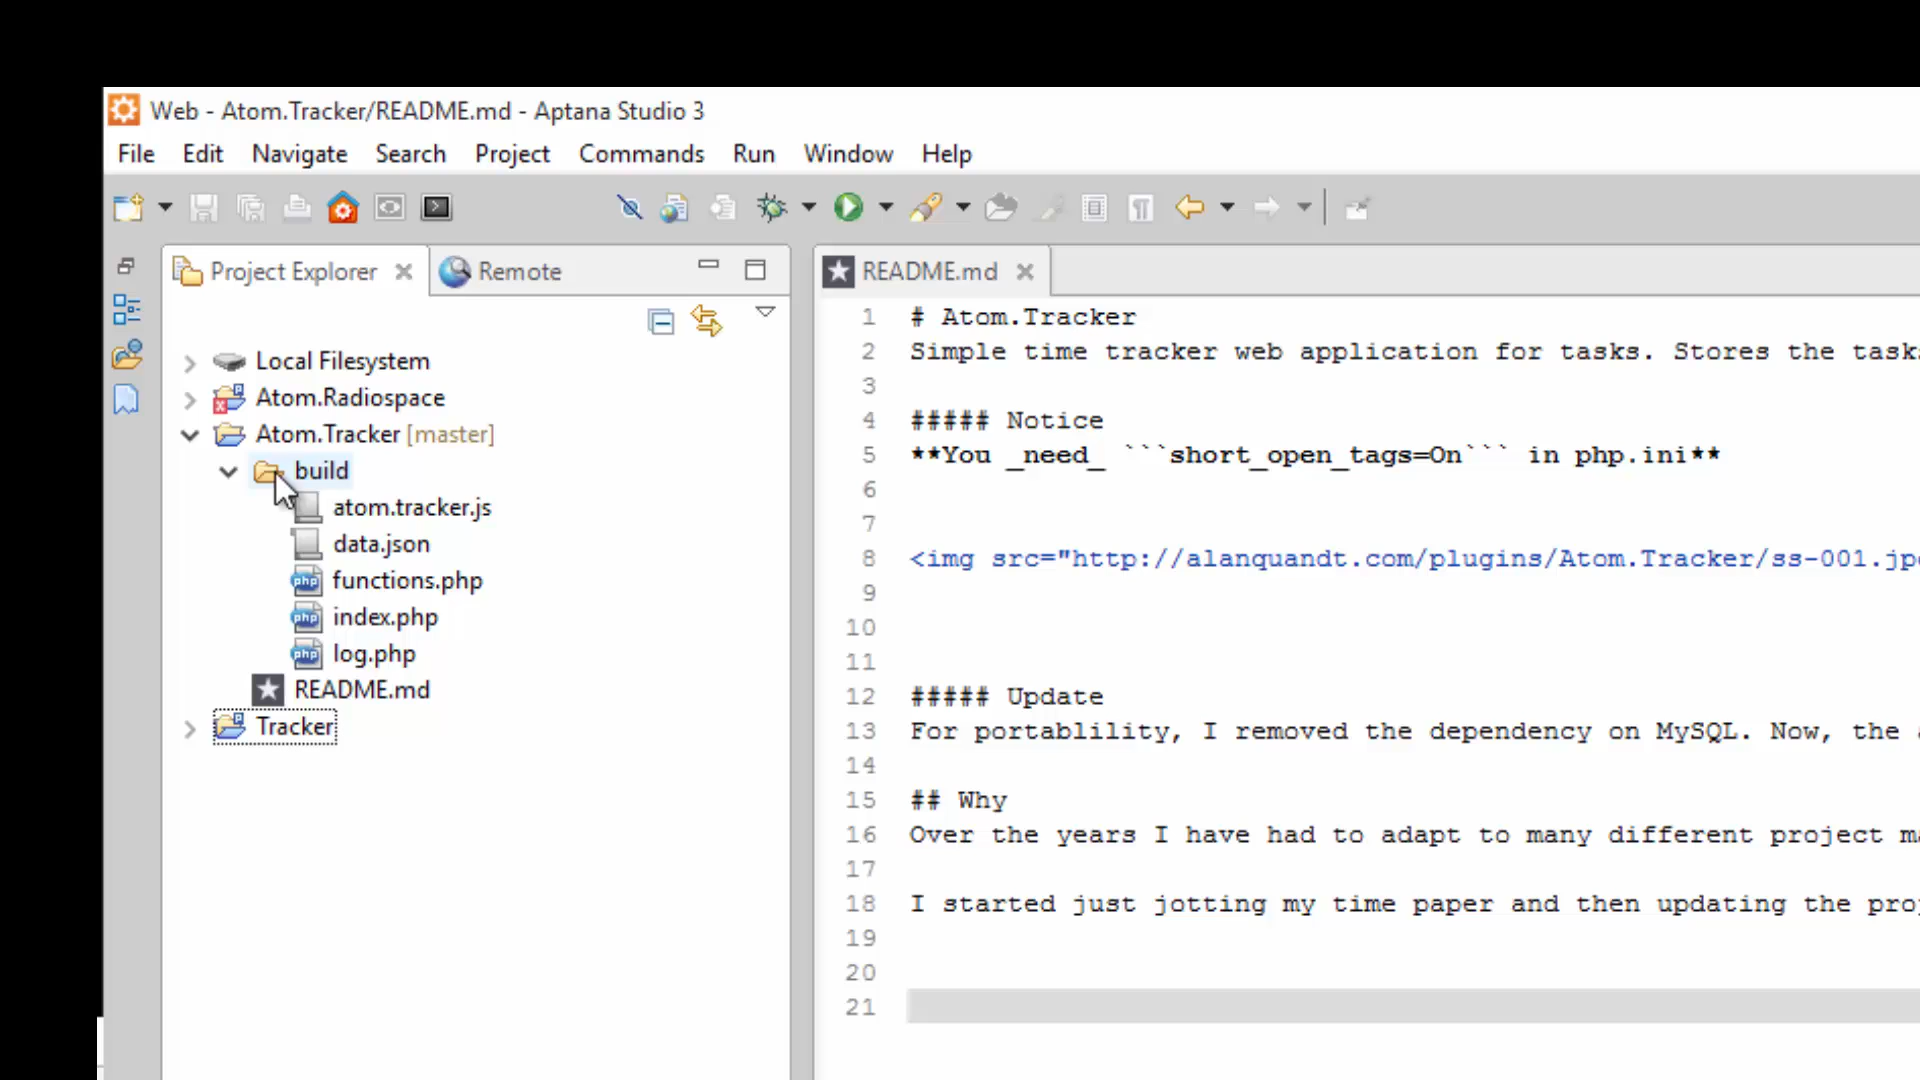 Web - Atom.Tracker/README.md - Aptana Studio 3
File Edit Navigate Search Project Commands Run Window Help
Project Explorer Remote
README.md
Local Filesystem
Atom.Radiospace
Atom.Tracker [master]
build
atom.tracker.js
data.json
functions.php
index.php
log.php
README.md
Tracker
1 # Atom.Tracker
2 Simple time tracker web application for tasks. Stores the task
3
4 ##### Notice
5 **You _need_ ```short_open_tags=On``` in php.ini**
6
7
8 <img src="http://alanquandt.com/plugins/Atom.Tracker/ss-001.jp
9
10
11
12 ##### Update
13 For portablility, I removed the dependency on MySQL. Now, the
14
15 ## Why
16 Over the years I have had to adapt to many different project m
17
18 I started just jotting my time paper and then updating the pro
19
20
21